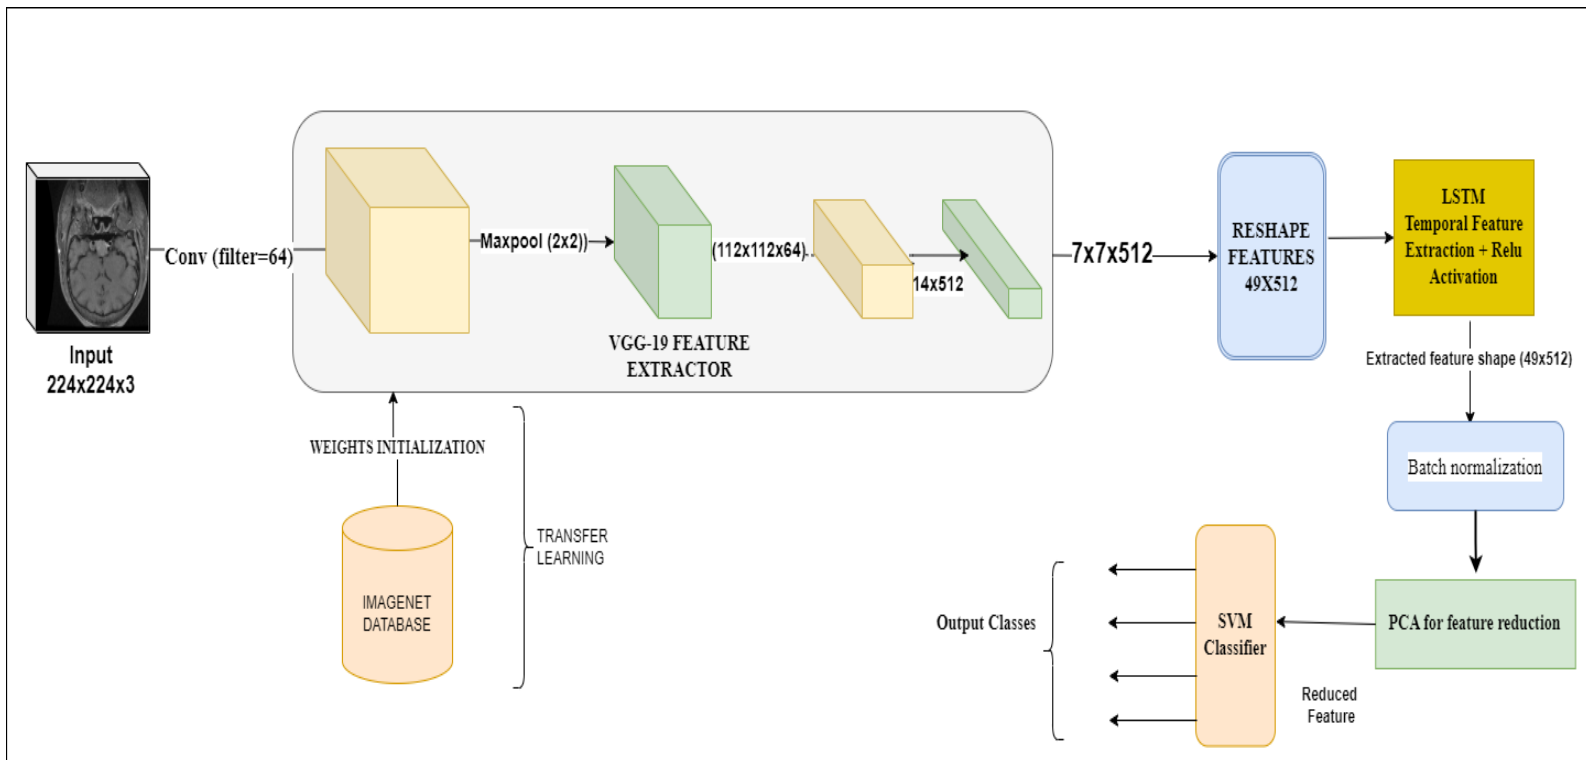 Input
224x224x3
Conv (filter=64)
Maxpool (2x2))
(112x112x64)
14x512
VGG-19 FEATURE
EXTRACTOR
7x7x512
RESHAPE
FEATURES
49X512
LSTM
Temporal Feature
Extraction + Relu
Activation
Extracted feature shape (49x512)
Batch normalization
PCA for feature reduction
Reduced
Feature
SVM
Classifier
Output Classes
WEIGHTS INITIALIZATION
IMAGENET
DATABASE
TRANSFER
LEARNING